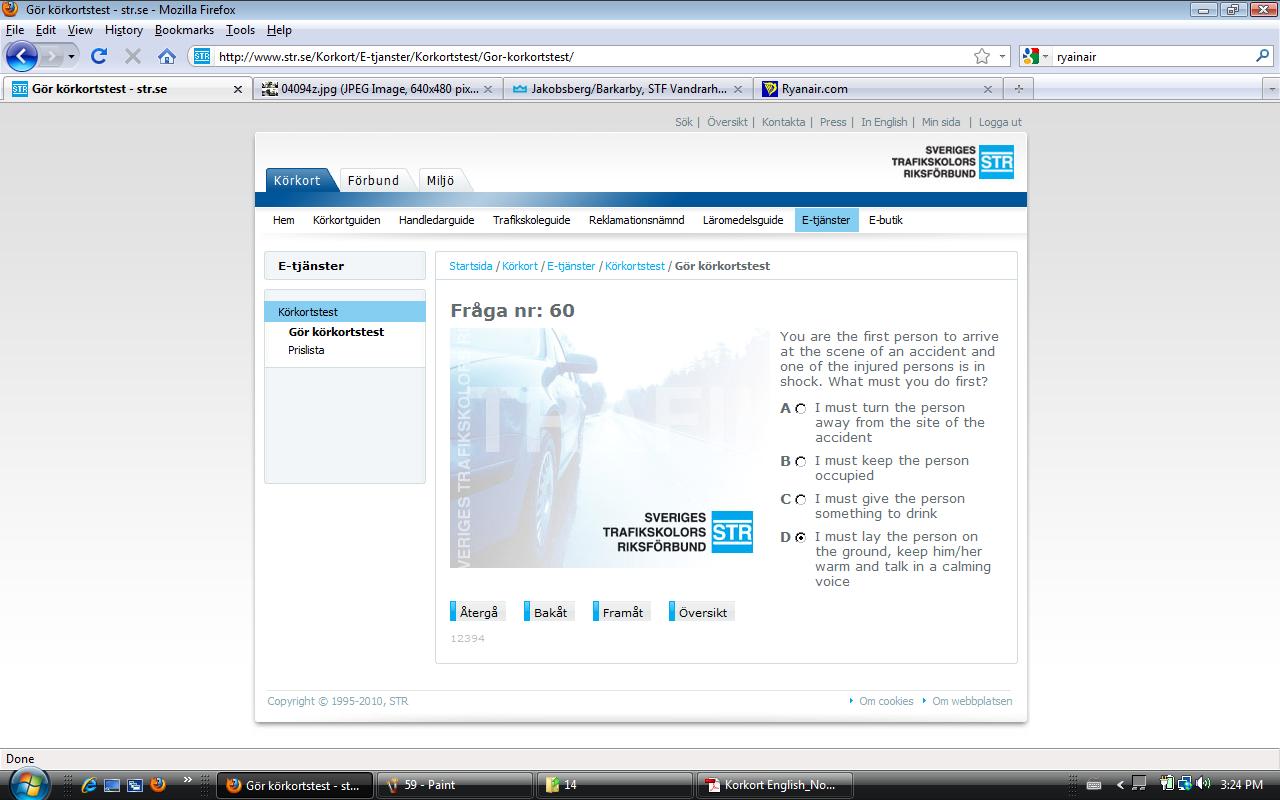 Gör körkortstest - str.se - Mozilla Firefox
File Edit View History Bookmarks Tools Help
http://www.str.se/Korkort/E-tjanster/Korkortstest/Gor-korkortstest/
ryainair
Gör körkortstest - str.se
04094z.jpg (JPEG Image, 640x480 pix...
Jakobsberg/Barkarby, STF Vandrarh...
Ryanair.com
Sök | Översikt | Kontakta | Press | In English | Min sida | Logga ut
SVERIGES
TRAFIKSKOLORS
RIKSFÖRBUND
STR
Körkort Förbund Miljö
Hem Körkortguiden Handledarguide Trafikskoleguide Reklamationsnämnd Läromedelsguide E-tjänster E-butik
E-tjänster
Körkortstest
Gör körkortstest
Prislista
Startsida / Körkort / E-tjänster / Körkortstest / Gör körkortstest
Fråga nr: 60
SVERIGES TRAFIKSKOLORS R
TRAFI
SVERIGES
TRAFIKSKOLORS
RIKSFÖRBUND
STR
You are the first person to arrive
at the scene of an accident and
one of the injured persons is in
shock. What must you do first?
A I must turn the person
away from the site of the
accident
B I must keep the person
occupied
C I must give the person
something to drink
D I must lay the person on
the ground, keep him/her
warm and talk in a calming
voice
Återgå Bakåt Framåt Översikt
12394
Copyright © 1995-2010, STR
Om cookies Om webbplatsen
Done
Gör körkortstest - st...
59 - Paint
14
Korkort English_No...
3:24 PM